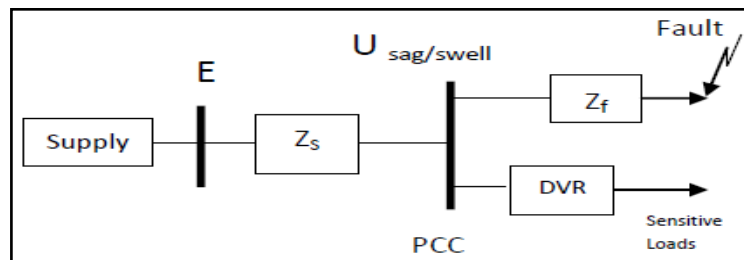 Fault
U sag/swell
E
Zf
Supply
Zs
DVR
Sensitive
Loads
PCC